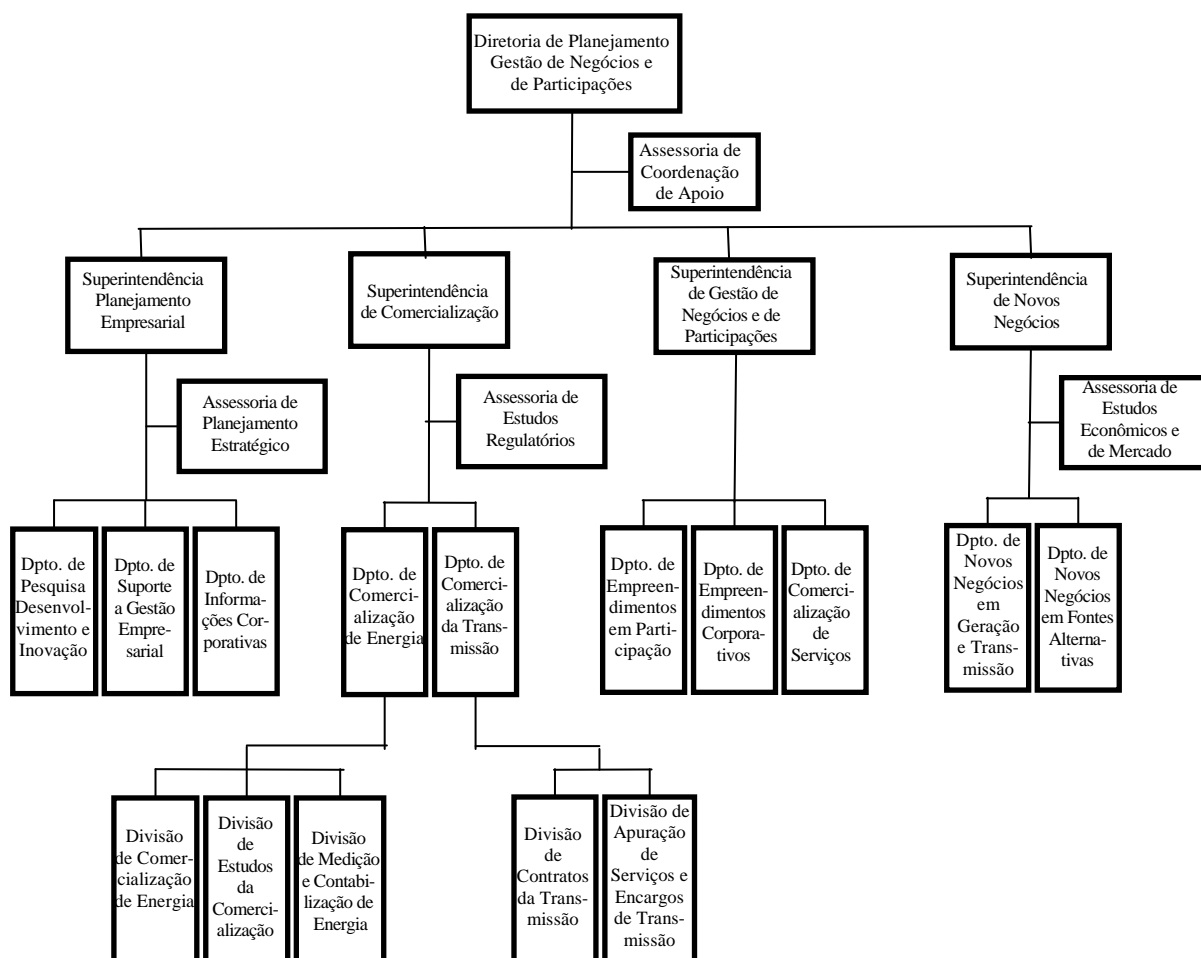 Diretoria de Planejamento
Gestão de Negócios e
de Participações
Assessoria de
Coordenação
de Apoio
Superintendência
Planejamento
Empresarial
Superintendência
de Comercialização
Superintendência
de Gestão de
Negócios e de
Participações
Superintendência
de Novos
Negócios
Assessoria de
Planejamento
Estratégico
Assessoria de
Estudos
Regulatórios
Assessoria de
Estudos
Econômicos e
de Mercado
Dpto. de
Pesquisa
Desenvol-
vimento e
Inovação
Dpto. de
Suporte
a Gestão
Empre-
sarial
Dpto. de
Informa-
ções Cor-
porativas
Dpto. de
Comerci-
alização
de Energia
Dpto. de
Comerci-
alização
da Trans-
missão
Dpto. de
Empreen-
dimentos
em Parti-
cipação
Dpto. de
Empreen-
dimentos
Corpora-
tivos
Dpto. de
Comercia-
lização
de
Serviços
Dpto. de
Novos
Negócios
em
Geração
e Trans-
missão
Dpto. de
Novos
Negócios
em Fontes
Alterna-
tivas
Divisão
de Comer-
cialização
de Energia
Divisão
de
Estudos
da
Comerci-
alização
Divisão
de Medição
e Contabi-
lização de
Energia
Divisão
de
Contratos
da Trans-
missão
Divisão de
Apuração
de
Serviços e
Encargos
de Trans-
missão